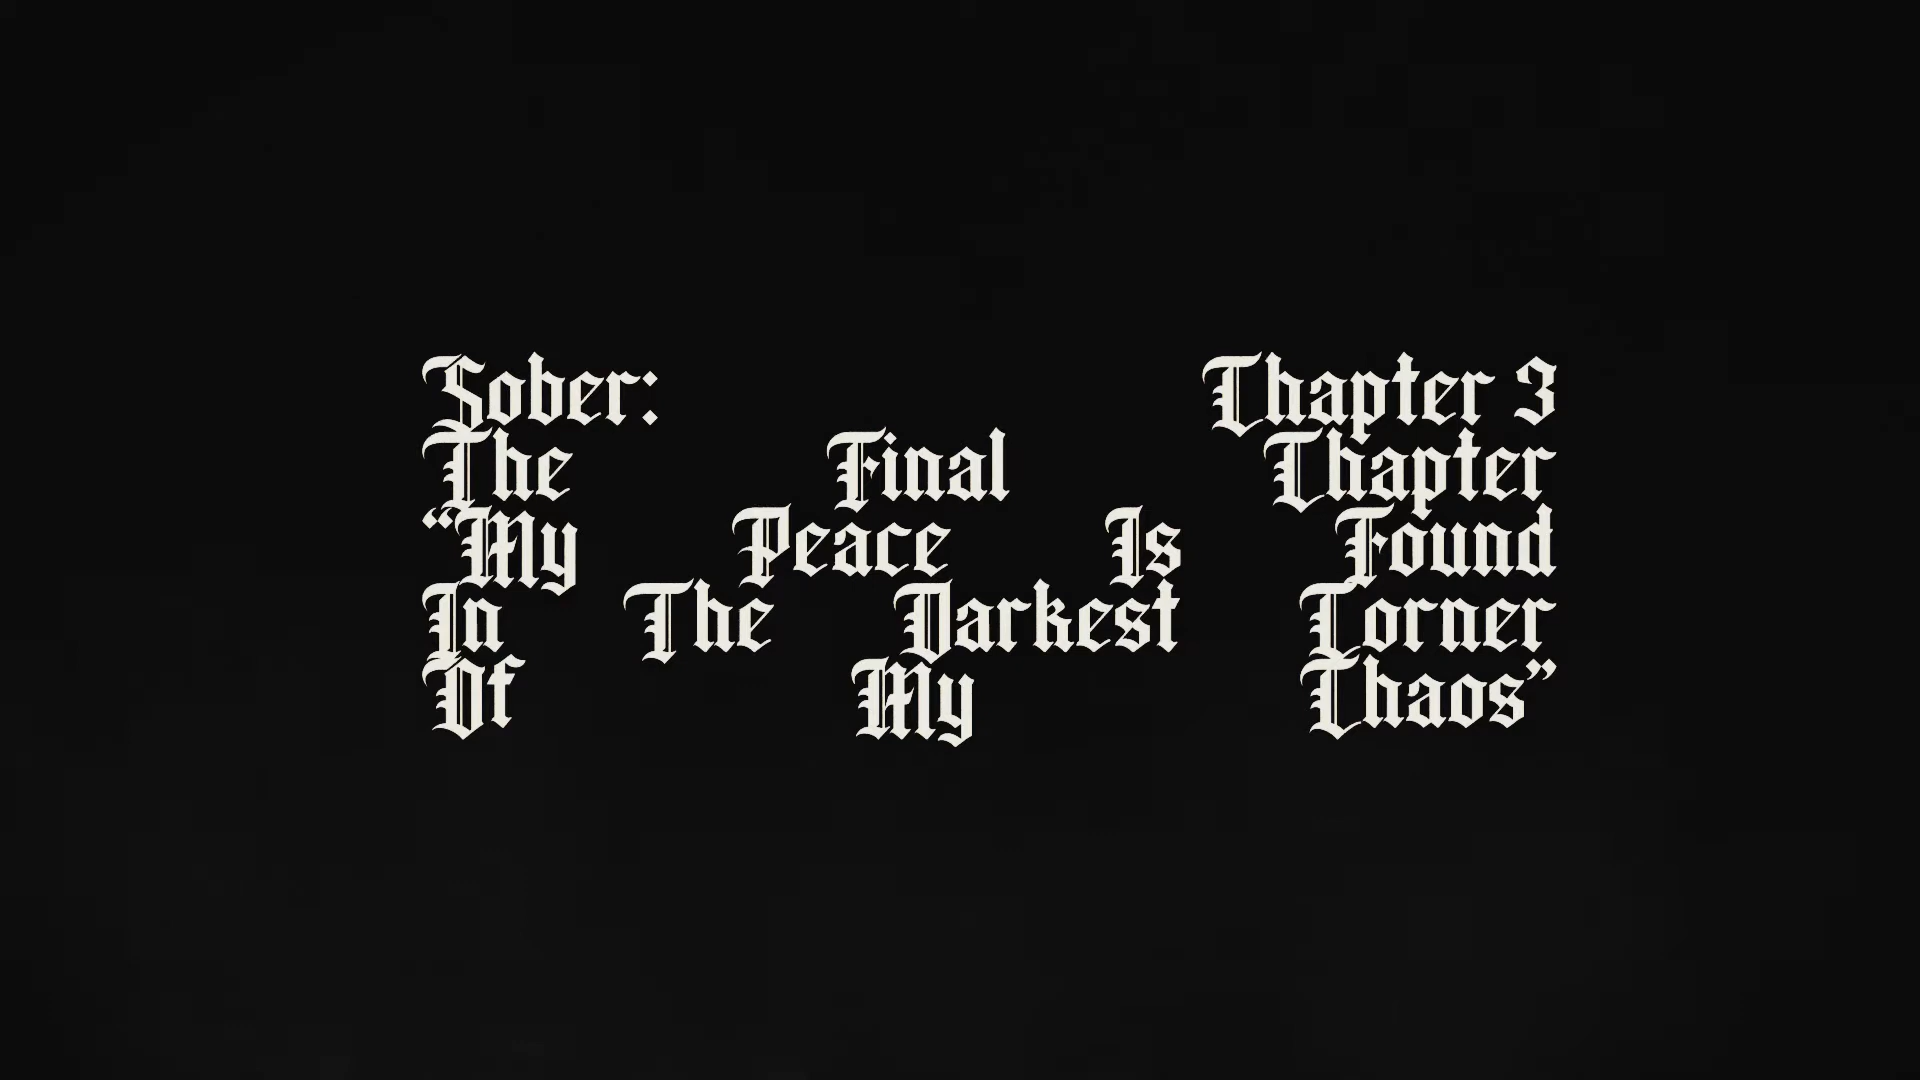 Sober: Chapter 3
The Final Chapter
“My Peace Is Found
In The Darkest Corner
Of My Chaos”